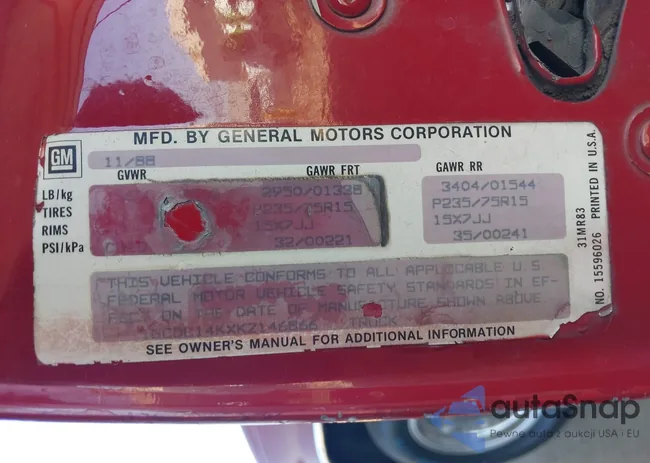 MFD. BY GENERAL MOTORS CORPORATION
GM
11/88
GVWR GAWR FRT GAWR RR
LB/kg 2950/01338 3404/01544
TIRES P235/75R15 P235/75R15
RIMS 15X7JJ 15X7JJ
PSI/kPa 32/00221 35/00241
THIS VEHICLE CONFORMS TO ALL APPLICABLE U.S.
FEDERAL MOTOR VEHICLE SAFETY STANDARDS IN EF-
FECT ON THE DATE OF MANUFACTURE SHOWN ABOVE
NCDC14KXKZ146866 TRUCK
SEE OWNER'S MANUAL FOR ADDITIONAL INFORMATION
NO. 15596026 PRINTED IN U.S.A.
31MR83
autoSnap
Pewne auta z aukcji USA i EU